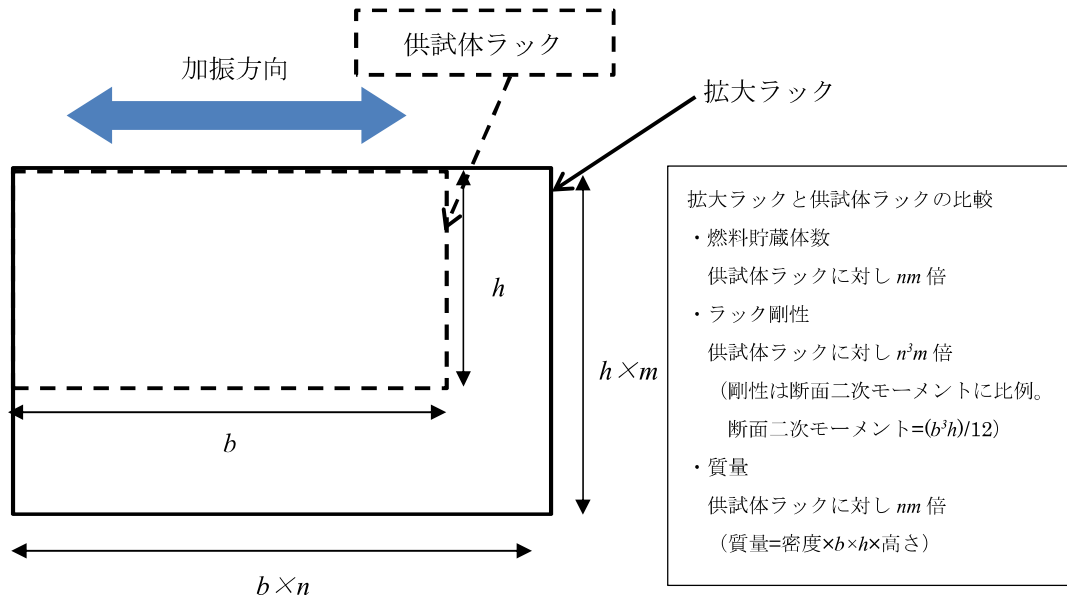 供試体ラック
加振方向
拡大ラック
h
h×m
b
b×n
拡大ラックと供試体ラックの比較
・燃料貯蔵体数
供試体ラックに対し nm 倍
・ラック剛性
供試体ラックに対し n³m 倍
(剛性は断面二次モーメントに比例。
断面二次モーメント=(b³h)/12)
・質量
供試体ラックに対し nm 倍
(質量=密度×b×h×高さ)